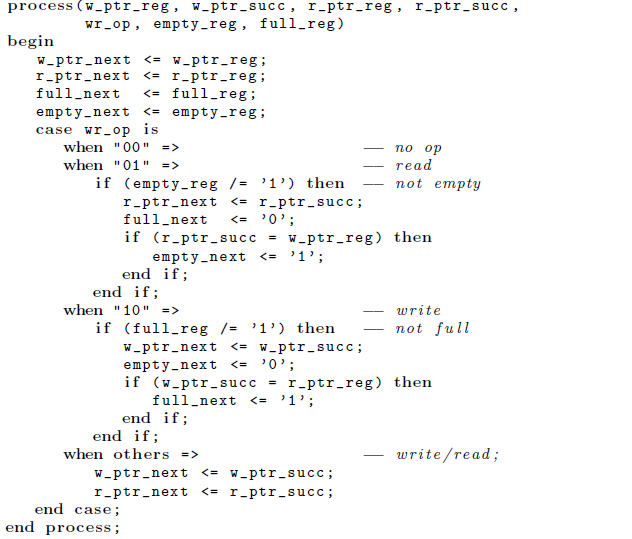 process(w_ptr_reg, w_ptr_succ, r_ptr_reg, r_ptr_succ,
wr_op, empty_reg, full_reg)
begin
w_ptr_next <= w_ptr_reg;
r_ptr_next <= r_ptr_reg;
full_next <= full_reg;
empty_next <= empty_reg;
case wr_op is
when "00" => — no op
when "01" => — read
if (empty_reg /= ’1’) then — not empty
r_ptr_next <= r_ptr_succ;
full_next <= ’0’;
if (r_ptr_succ = w_ptr_reg) then
empty_next <= ’1’;
end if;
end if;
when "10" => — write
if (full_reg /= ’1’) then — not full
w_ptr_next <= w_ptr_succ;
empty_next <= ’0’;
if (w_ptr_succ = r_ptr_reg) then
full_next <= ’1’;
end if;
end if;
when others => — write/read;
w_ptr_next <= w_ptr_succ;
r_ptr_next <= r_ptr_succ;
end case;
end process;